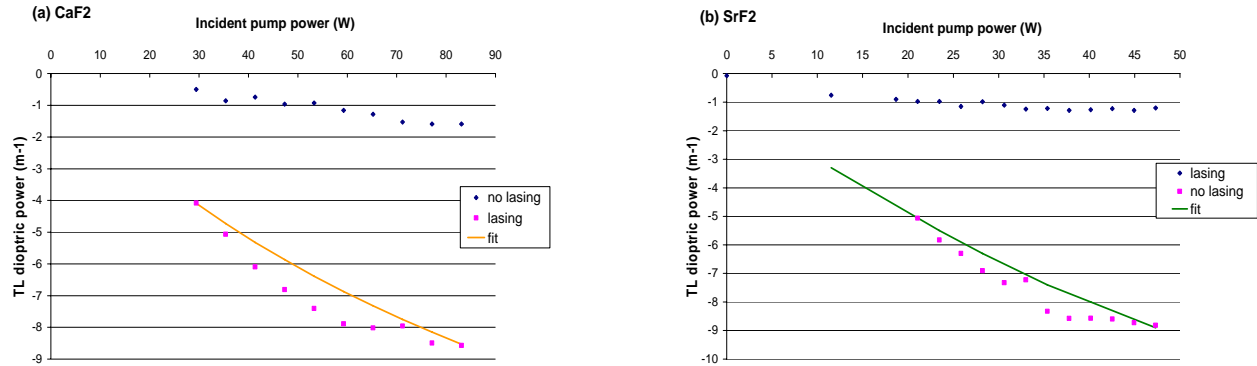 (a) CaF2
Incident pump power (W)
0 10 20 30 40 50 60 70 80 90
0
-1
-2
-3
-4
-5
-6
-7
-8
-9
TL dioptric power (m-1)
no lasing
lasing
fit
(b) SrF2
Incident pump power (W)
0 5 10 15 20 25 30 35 40 45 50
0
-1
-2
-3
-4
-5
-6
-7
-8
-9
-10
TL dioptric power (m-1)
lasing
no lasing
fit